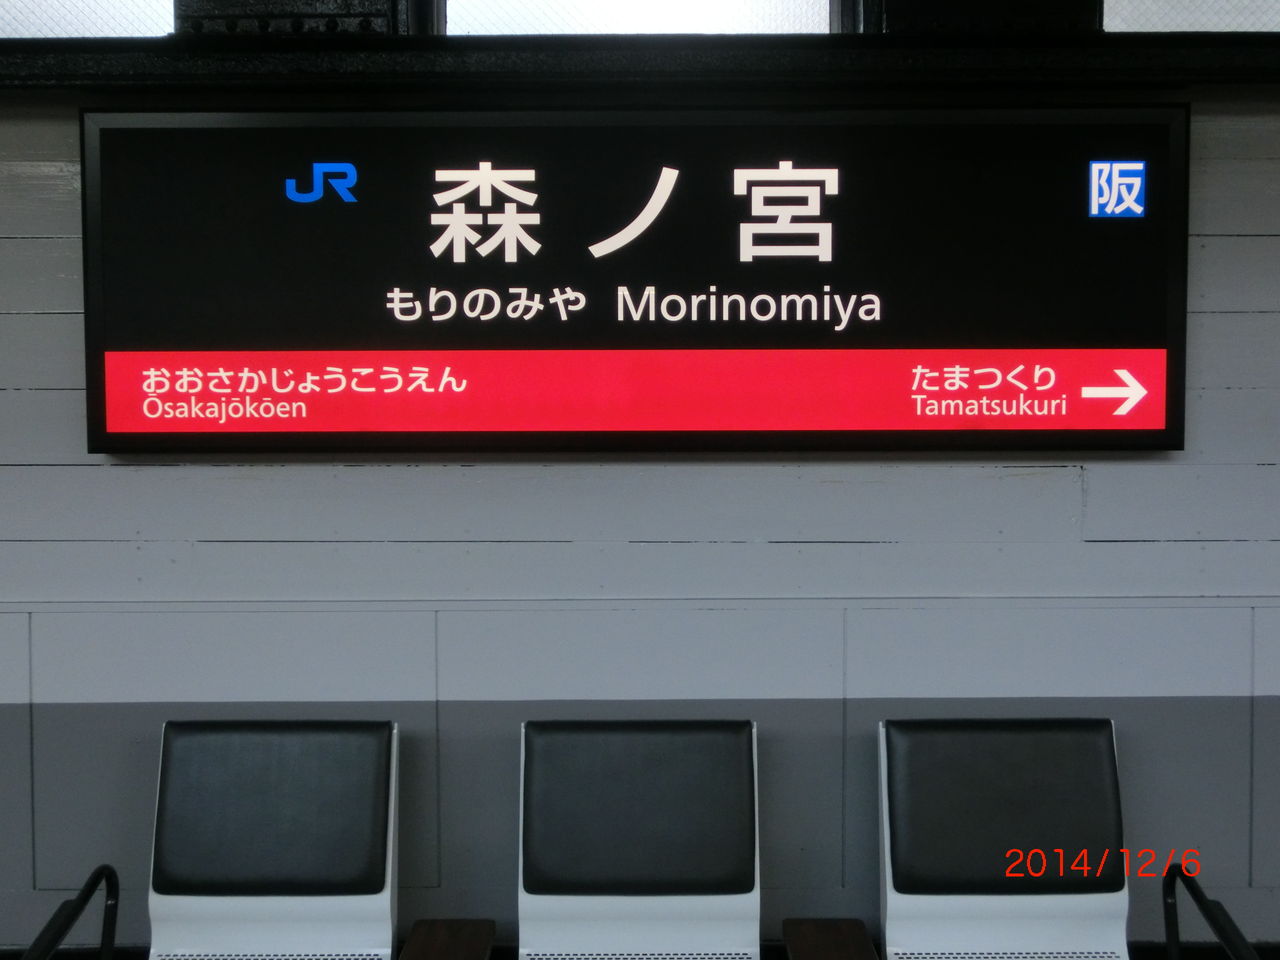 JR 森ノ宮 阪
もりのみや Morinomiya
おおさかじょうこうえん
Ōsakajōkōen
たまつくり
Tamatsukuri
2014/12/6